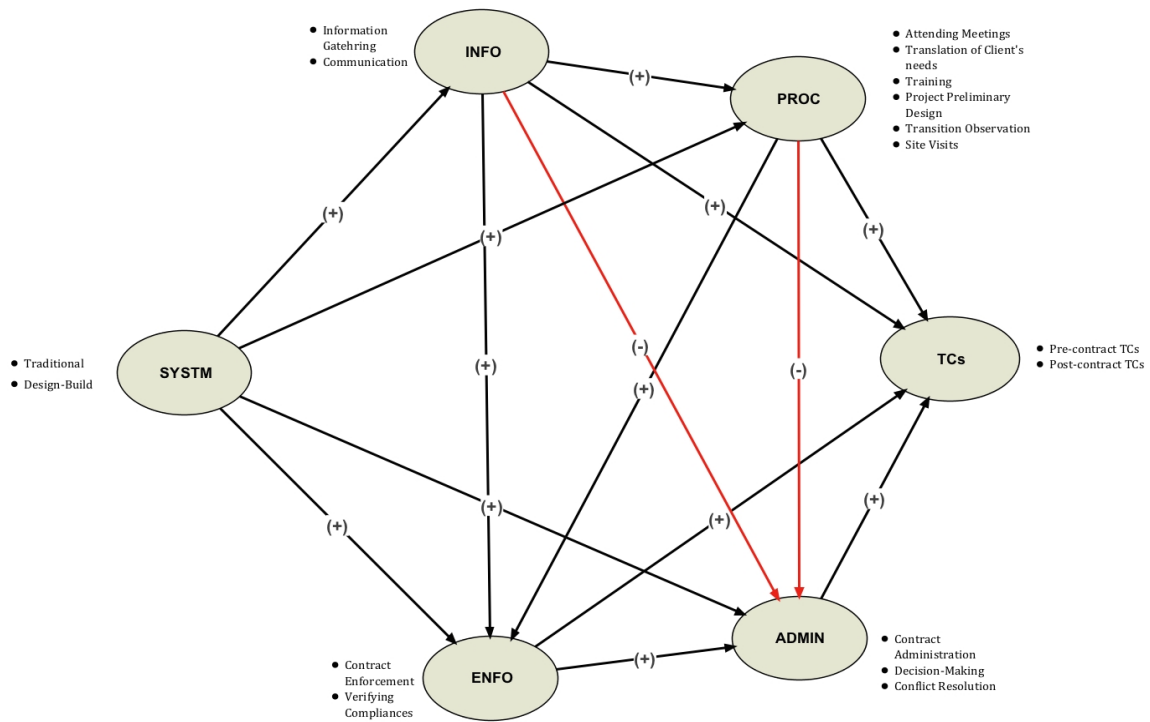 • Information
Gatehring
• Communication
INFO
(+)
PROC
• Attending Meetings
• Translation of Client's
needs
• Training
• Project Preliminary
Design
• Transition Observation
• Site Visits
(+)
(+)
(+)
(+)
(-)
(+)
(+)
(-)
SYSTM
• Traditional
• Design-Build
TCs
• Pre-contract TCs
• Post-contract TCs
(+)
(+)
(+)
(+)
(+)
ENFO
• Contract
Enforcement
• Verifying
Compliances
(+)
ADMIN
• Contract
Administration
• Decision-Making
• Conflict Resolution